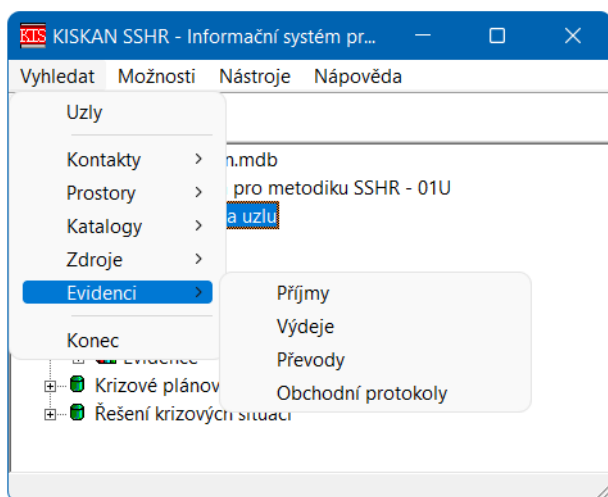 KIS KISKAN SSHR - Informační systém pr...
Vyhledat Možnosti Nástroje Nápověda
Uzly
Kontakty
n.mdb
Prostory
pro metodiku SSHR - 01U
Katalogy
a uzlu
Zdroje
Evidenci
Příjmy
Výdeje
Konec
Evidence
Převody
Krizové plánov
Obchodní protokoly
Řešení krizových situací